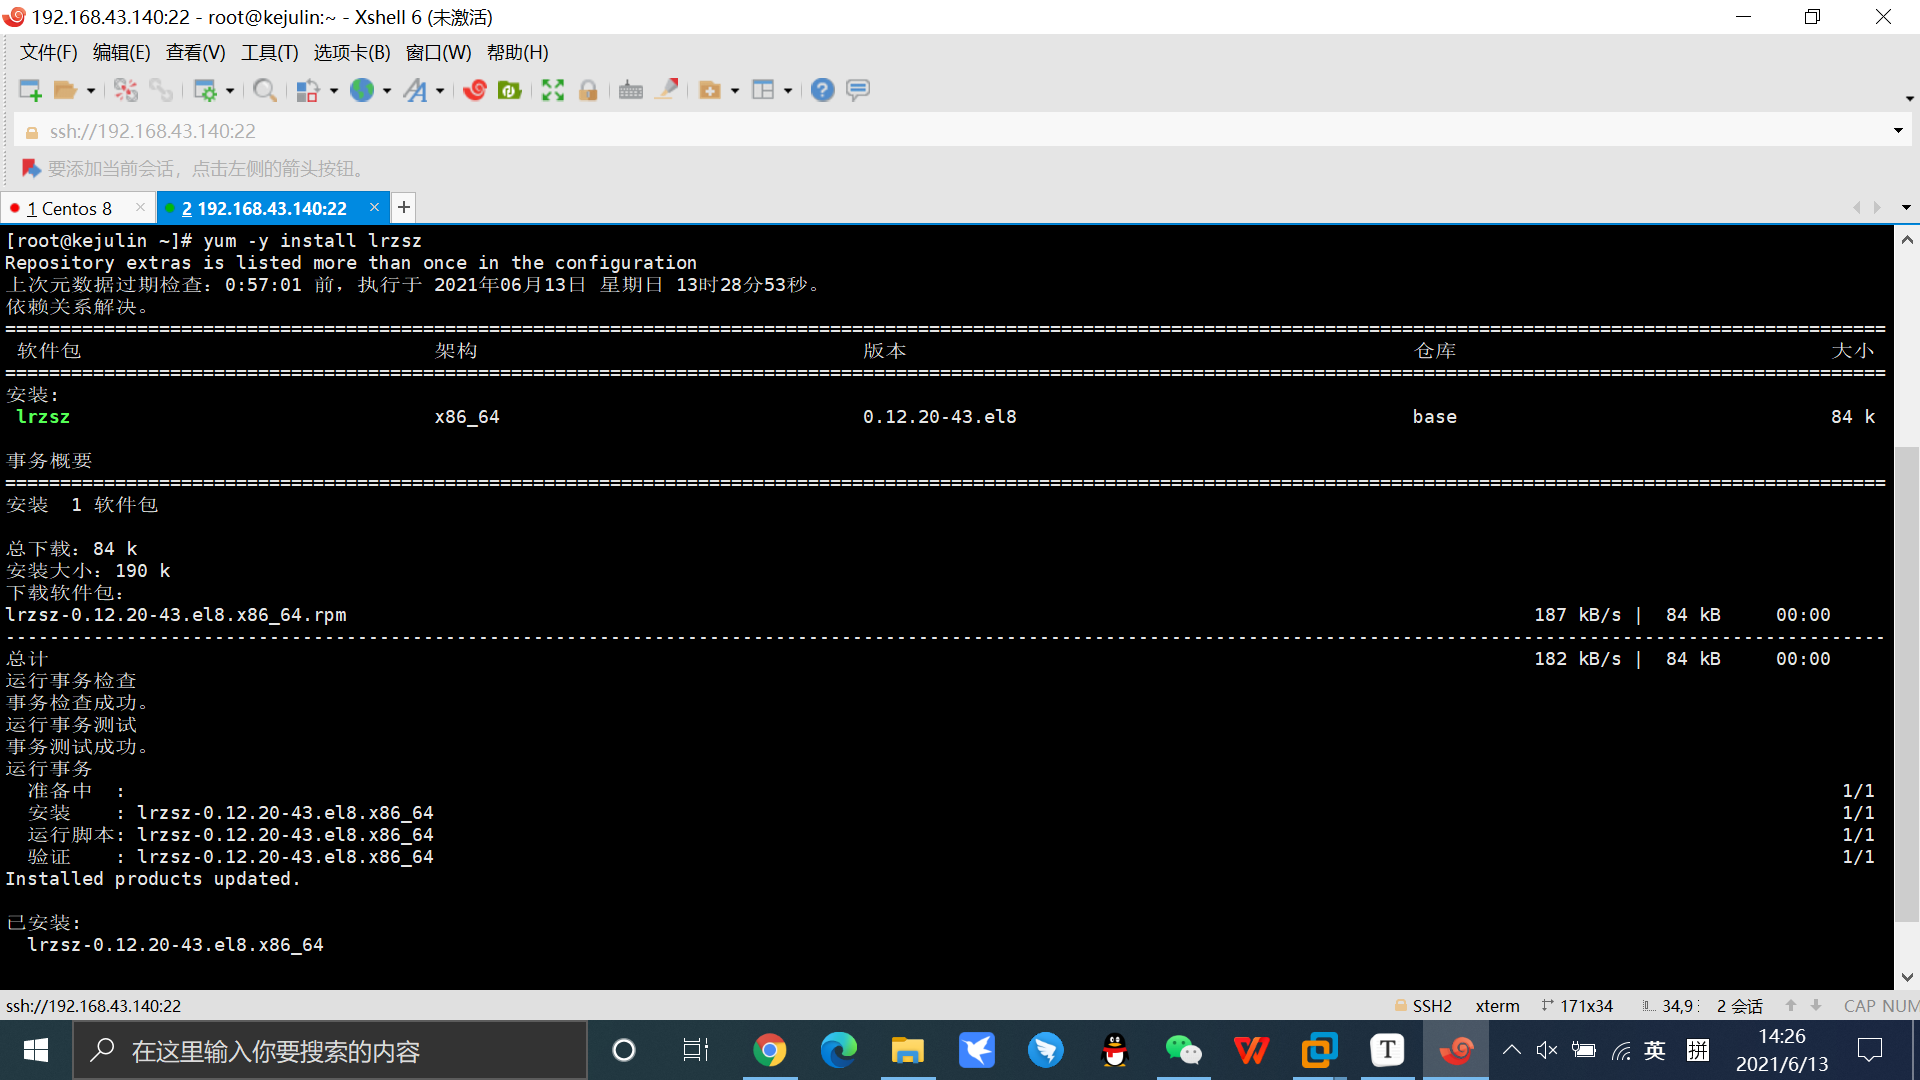 192.168.43.140:22 - root@kejulin:~ - Xshell 6 (未激活)
文件(F) 编辑(E) 查看(V) 工具(T) 选项卡(B) 窗口(W) 帮助(H)
ssh://192.168.43.140:22
要添加当前会话，点击左侧的箭头按钮。
1 Centos 8 × 2 192.168.43.140:22 × +
[root@kejulin ~]# yum -y install lrzsz
Repository extras is listed more than once in the configuration
上次元数据过期检查：0:57:01 前，执行于 2021年06月13日 星期日 13时28分53秒。
依赖关系解决。
================================================================================
软件包 架构 版本 仓库 大小
================================================================================
安装:
lrzsz x86_64 0.12.20-43.el8 base 84 k
事务概要
================================================================================
安装 1 软件包
总下载：84 k
安装大小：190 k
下载软件包：
lrzsz-0.12.20-43.el8.x86_64.rpm 187 kB/s | 84 kB 00:00
--------------------------------------------------------------------------------
总计 182 kB/s | 84 kB 00:00
运行事务检查
事务检查成功。
运行事务测试
事务测试成功。
运行事务
准备中 : 1/1
安装 : lrzsz-0.12.20-43.el8.x86_64 1/1
运行脚本: lrzsz-0.12.20-43.el8.x86_64 1/1
验证 : lrzsz-0.12.20-43.el8.x86_64 1/1
Installed products updated.
已安装:
lrzsz-0.12.20-43.el8.x86_64
ssh://192.168.43.140:22 SSH2 xterm 171x34 34,9 2 会话 CAP NUM
在这里输入你要搜索的内容 英 拼 14:26
2021/6/13